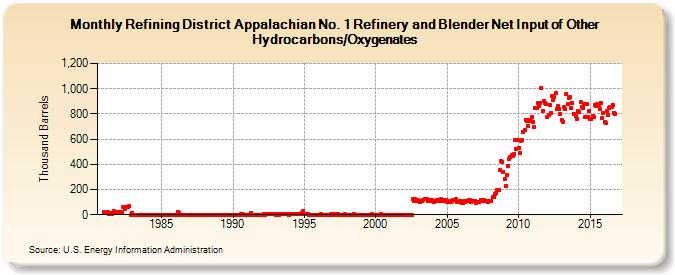 Monthly Refining District Appalachian No. 1 Refinery and Blender Net Input of Other
Hydrocarbons/Oxygenates
Thousand Barrels
1,200
1,000
800
600
400
200
0
1985 1990 1995 2000 2005 2010 2015
Source: U.S. Energy Information Administration